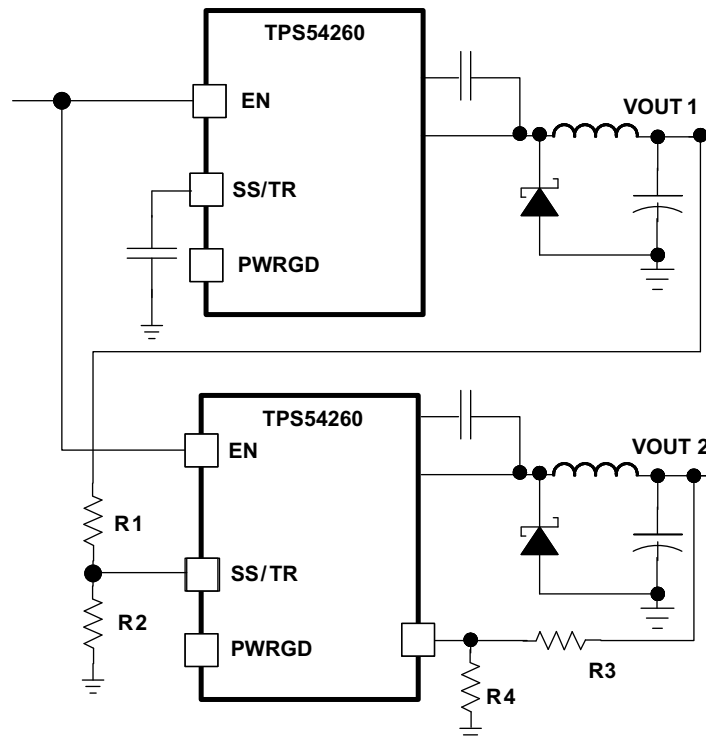 TPS54260
EN
VOUT 1
SS/TR
PWRGD
TPS54260
EN
VOUT 2
R1
SS/TR
R2
PWRGD
R3
R4